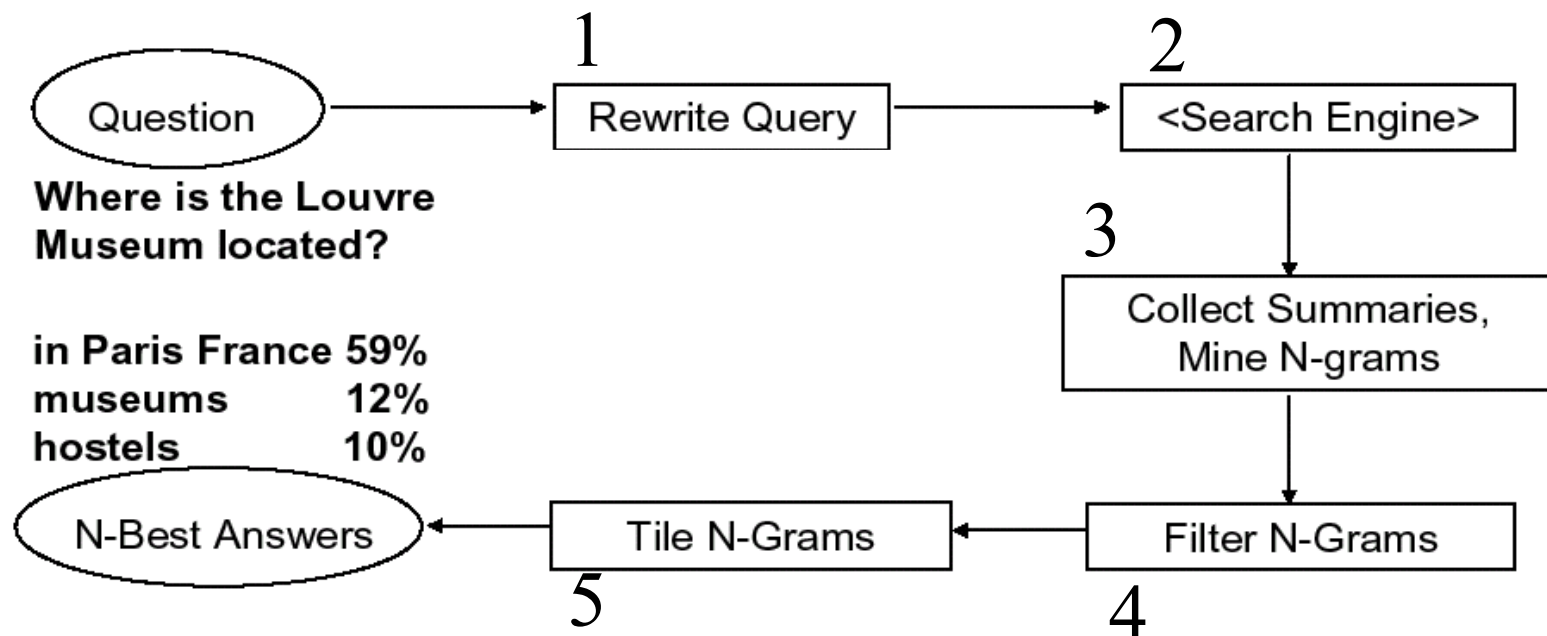 1
2
Question
Rewrite Query
<Search Engine>
Where is the Louvre
Museum located?
3
Collect Summaries,
Mine N-grams
in Paris France 59%
museums 12%
hostels 10%
N-Best Answers
Tile N-Grams
Filter N-Grams
5
4